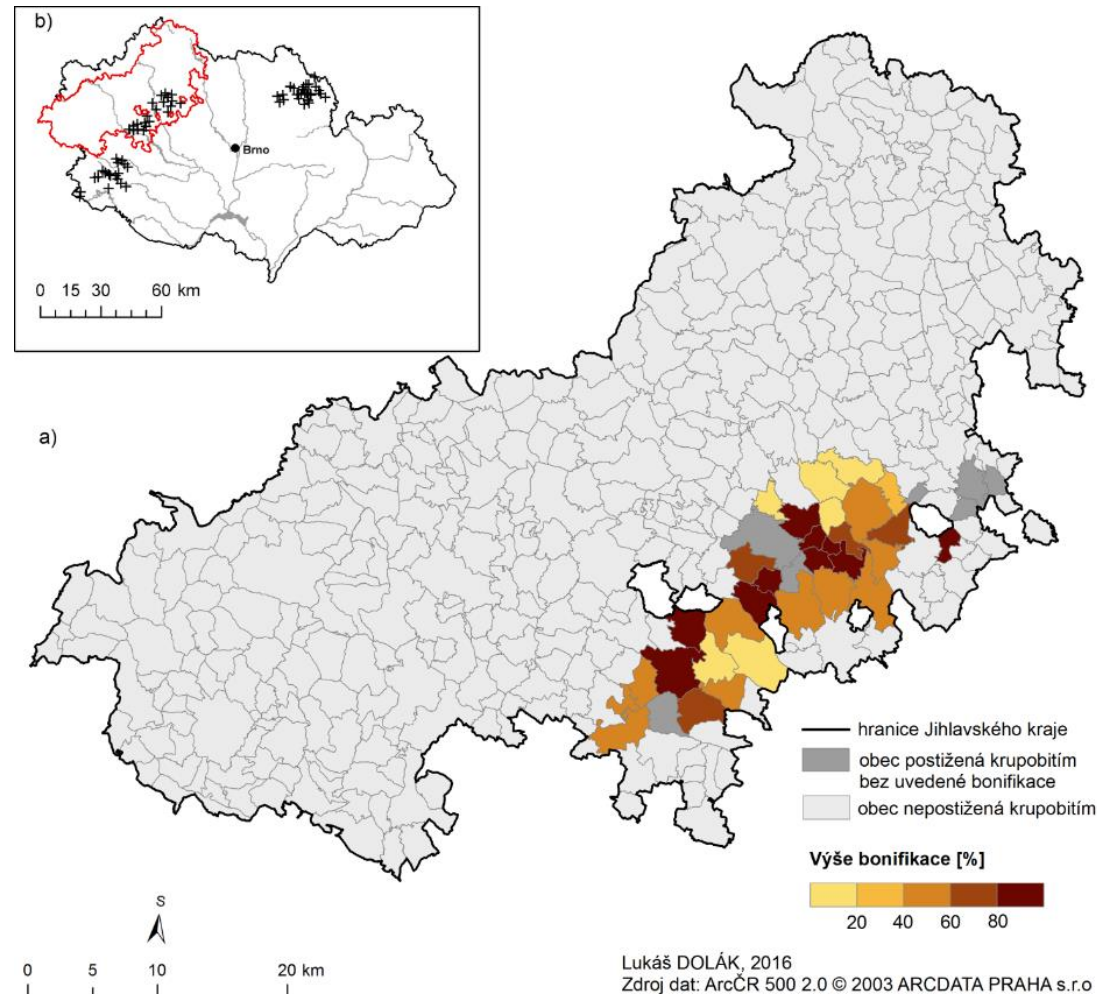 b)
Brno
0 15 30 60 km
a)
hranice Jihlavského kraje
obec postižená krupobitím
bez uvedené bonifikace
obec nepostižená krupobitím
Výše bonifikace [%]
20 40 60 80
S
0 5 10 20 km
Lukáš DOLÁK, 2016
Zdroj dat: ArcČR 500 2.0 © 2003 ARCDATA PRAHA s.r.o